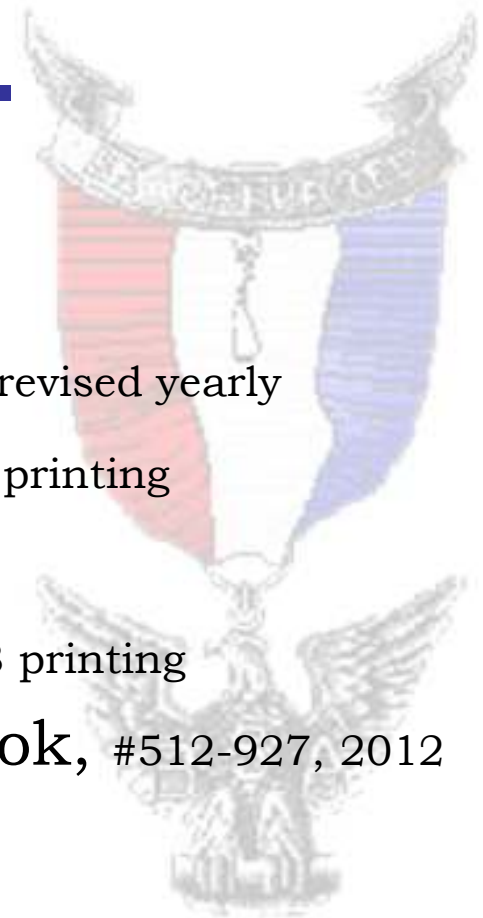 revised yearly
printing
printing
ok, #512-927, 2012